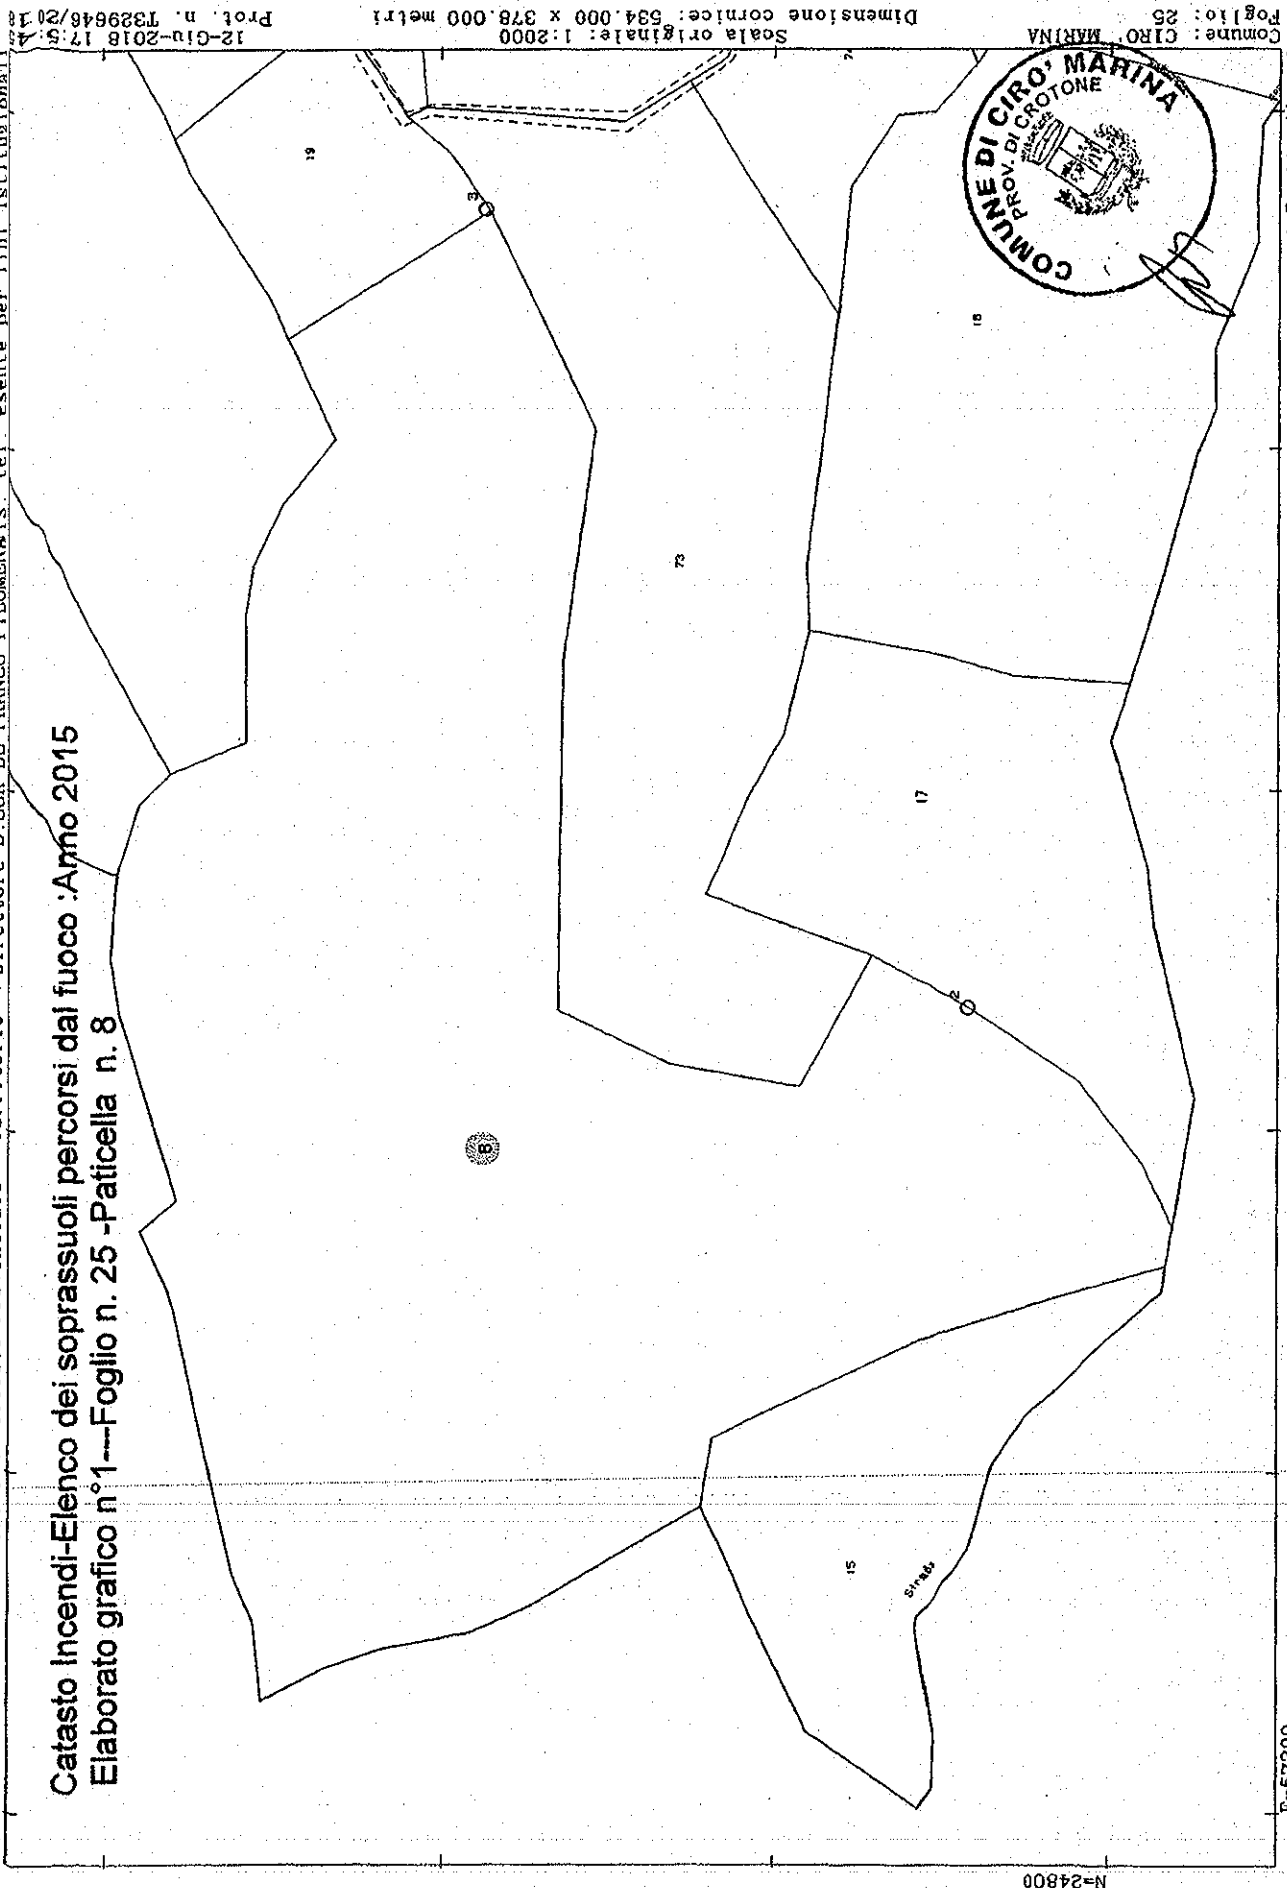 Catasto Incendi-Elenco dei soprassuoli percorsi dal fuoco :Anno 2015
Elaborato grafico n°1---Foglio n. 25 -Paticella n. 8
Comune: CIRO' MARINA
Foglio: 25
Scala originale: 1:2000
Dimensione cornice: 534.000 x 378.000 metri
12-Giu-2018 17:5:4
Prot. n. T329646/2018
N=24800
COMUNE DI CIRO' MARINA
PROV. DI CROTONE
19
3
73
18
17
2
8
15
Strada